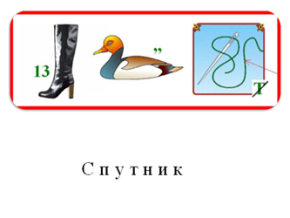 13 ,, Т
С п у т н и к